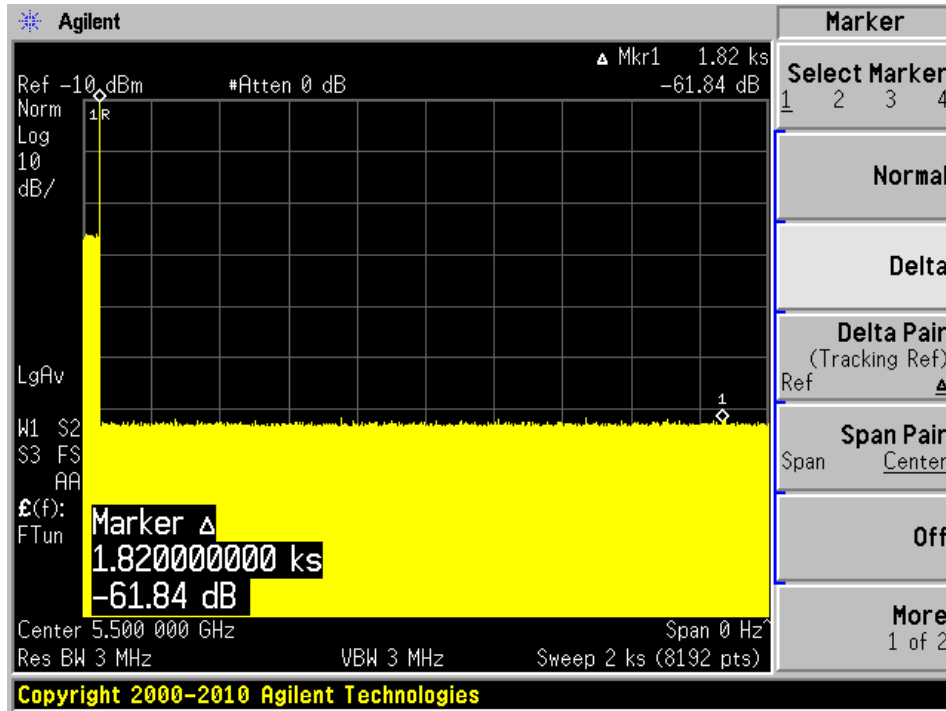 Agilent
Marker
Δ Mkr1 1.82 ks
Ref -10 dBm #Atten 0 dB -61.84 dB
Norm
Log
10
dB/
1R
LgAv
1
W1 S2
S3 FS
AA
£(f):
FTun
Marker Δ
1.820000000 ks
-61.84 dB
Center 5.500 000 GHz Span 0 Hz^
Res BW 3 MHz VBW 3 MHz Sweep 2 ks (8192 pts)
Copyright 2000-2010 Agilent Technologies
Select Marker
1 2 3 4
Normal
Delta
Delta Pair
(Tracking Ref)
Ref Δ
Span Pair
Span Center
Off
More
1 of 2